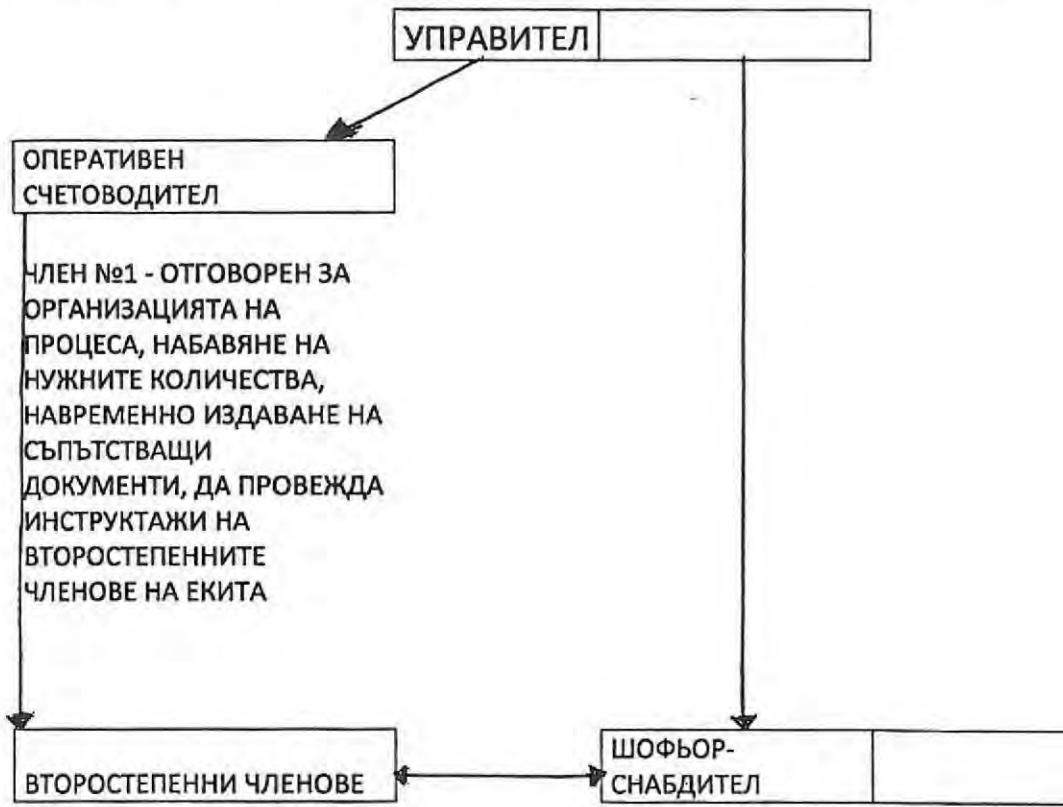 УПРАВИТЕЛ
ОПЕРАТИВЕН
СЧЕТОВОДИТЕЛ
ЧЛЕН №1 - ОТГОВОРЕН ЗА
ОРГАНИЗАЦИЯТА НА
ПРОЦЕСА, НАБАВЯНЕ НА
НУЖНИТЕ КОЛИЧЕСТВА,
НАВРЕМЕННО ИЗДАВАНЕ НА
СЪПЪТСТВАЩИ
ДОКУМЕНТИ, ДА ПРОВЕЖДА
ИНСТРУКТАЖИ НА
ВТОРОСТЕПЕННИТЕ
ЧЛЕНОВЕ НА ЕКИТА
ВТОРОСТЕПЕННИ ЧЛЕНОВЕ
ШОФЬОР-
СНАБДИТЕЛ